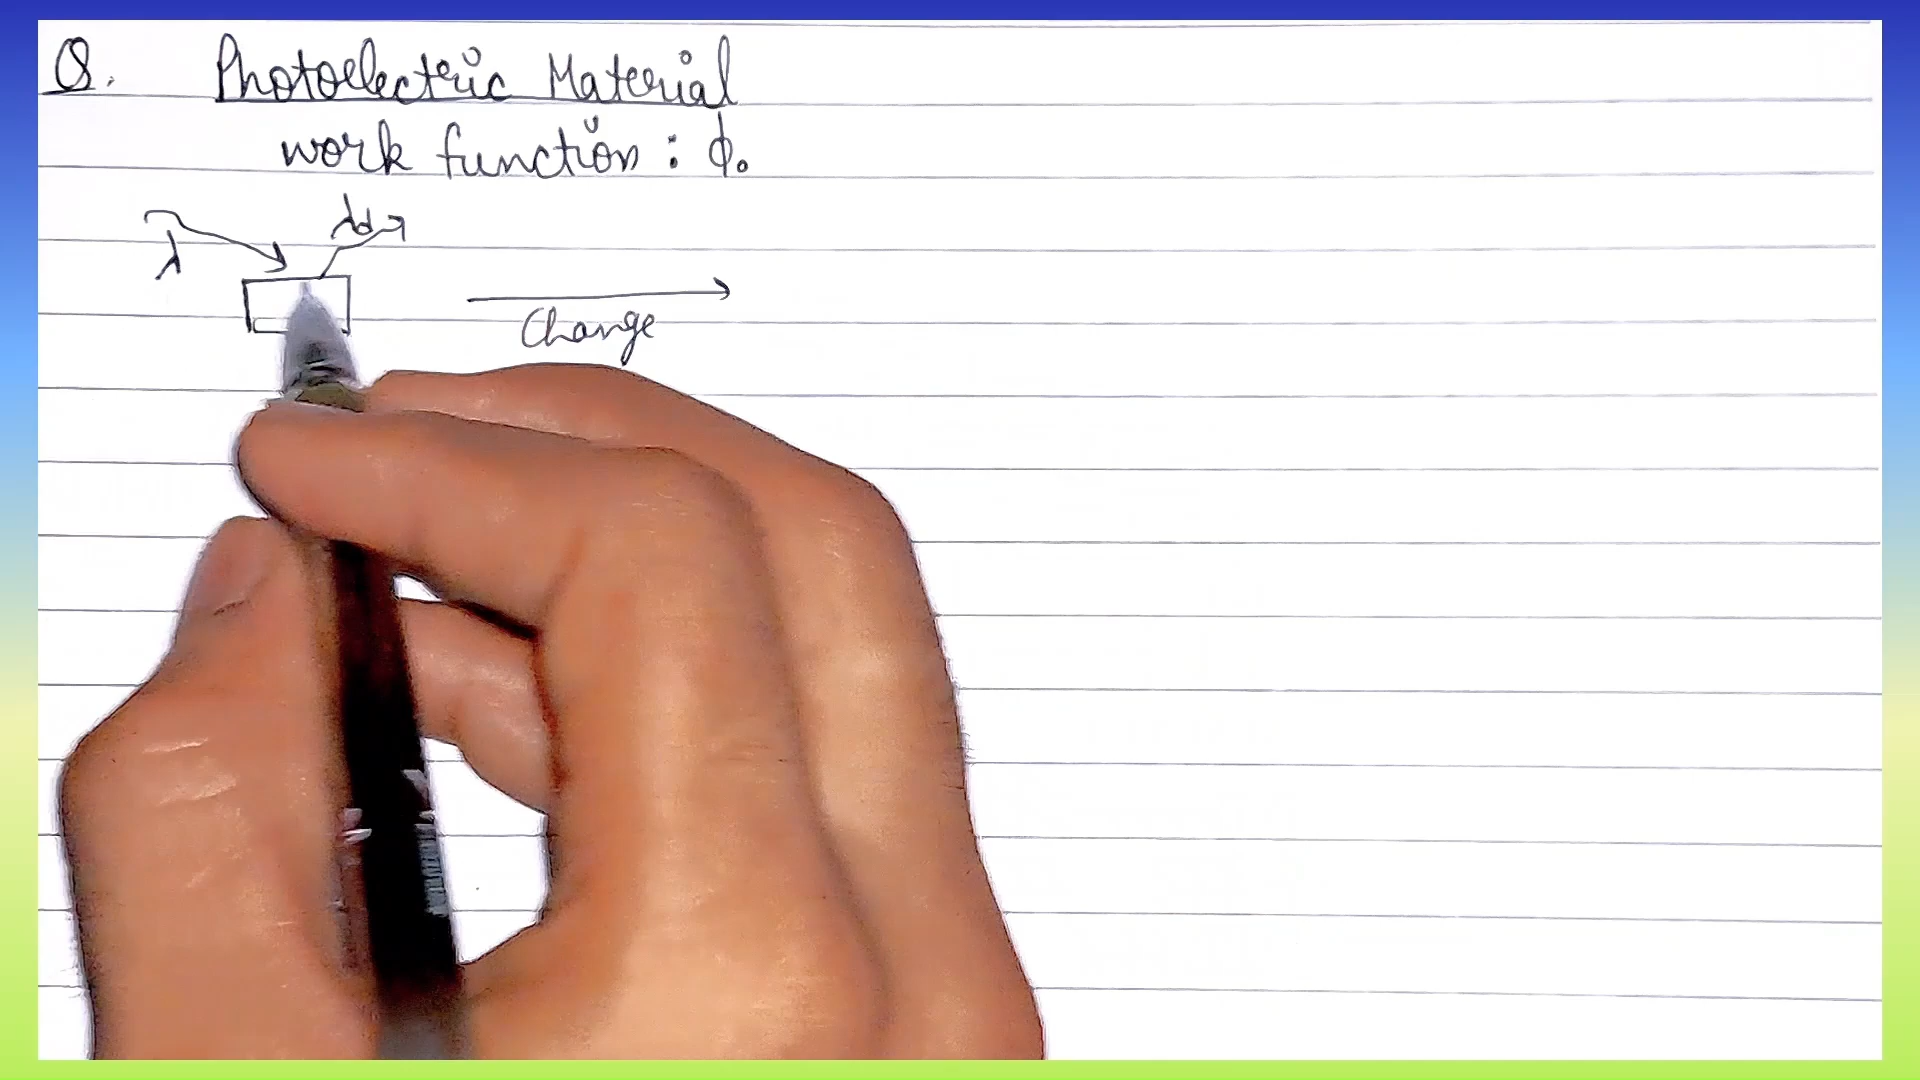 Q. Photoelectric Material
work function : ϕ₀
λ
λd
Change